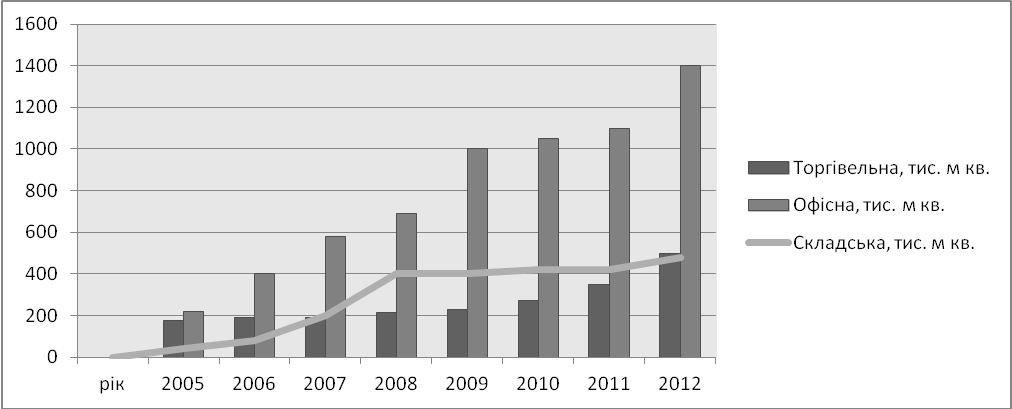 1600
1400
1200
1000
800
600
400
200
0
рік 2005 2006 2007 2008 2009 2010 2011 2012
Торгівельна, тис. м кв.
Офісна, тис. м кв.
Складська, тис. м кв.